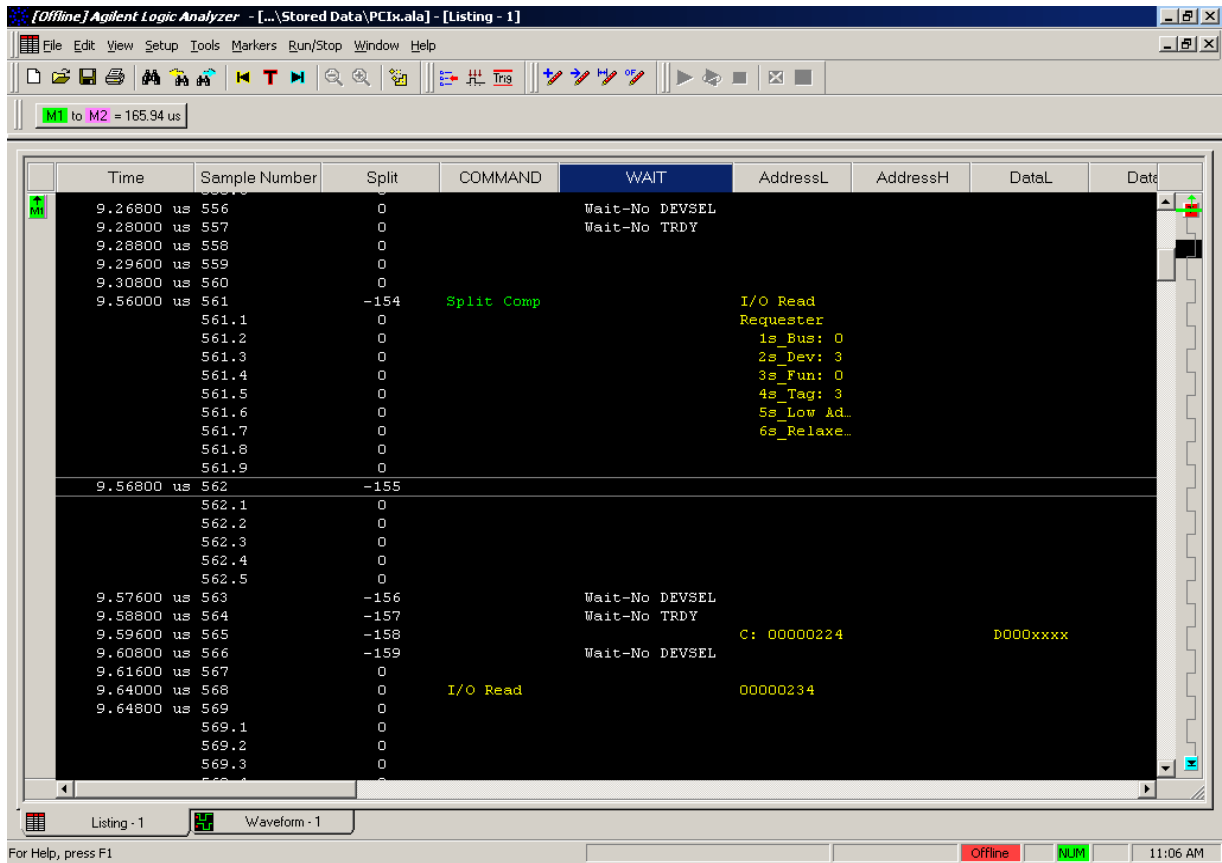 [Offline] Agilent Logic Analyzer - [...\Stored Data\PCIx.ala] - [Listing - 1]
File Edit View Setup Tools Markers Run/Stop Window Help
T Trig
M1 to M2 = 165.94 us
Time Sample Number Split COMMAND WAIT AddressL AddressH DataL
M1
9.26800 us 556 0 Wait-No DEVSEL
9.28000 us 557 0 Wait-No TRDY
9.28800 us 558 0
9.29600 us 559 0
9.30800 us 560 0
9.56000 us 561 -154 Split Comp I/O Read
561.1 0 Requester
561.2 0 1s_Bus: 0
561.3 0 2s_Dev: 3
561.4 0 3s_Fun: 0
561.5 0 4s_Tag: 3
561.6 0 5s_Low Ad…
561.7 0 6s_Relaxe…
561.8 0
561.9 0
9.56800 us 562 -155
562.1 0
562.2 0
562.3 0
562.4 0
562.5 0
9.57600 us 563 -156 Wait-No DEVSEL
9.58800 us 564 -157 Wait-No TRDY
9.59600 us 565 -158 C: 00000224 D000xxxx
9.60800 us 566 -159 Wait-No DEVSEL
9.61600 us 567 0
9.64000 us 568 0 I/O Read 00000234
9.64800 us 569 0
569.1 0
569.2 0
569.3 0
Listing - 1 Waveform - 1
For Help, press F1 Offline NUM 11:06 AM